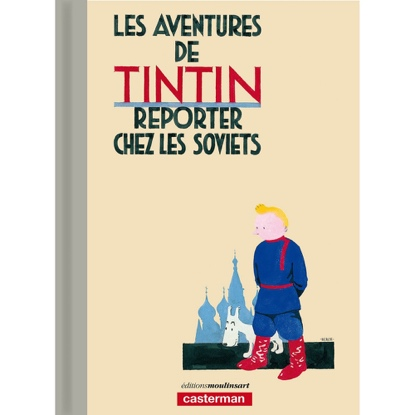 LES AVENTURES
DE
TINTIN
REPORTER
CHEZ LES SOVIETS
éditionsmoulinsart
casterman